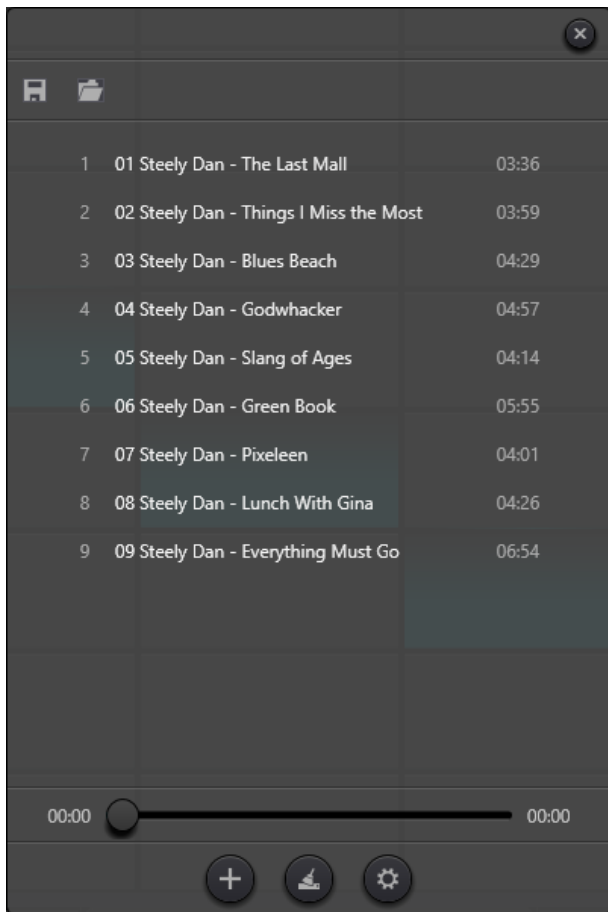 1 01 Steely Dan - The Last Mall 03:36
2 02 Steely Dan - Things I Miss the Most 03:59
3 03 Steely Dan - Blues Beach 04:29
4 04 Steely Dan - Godwhacker 04:57
5 05 Steely Dan - Slang of Ages 04:14
6 06 Steely Dan - Green Book 05:55
7 07 Steely Dan - Pixeleen 04:01
8 08 Steely Dan - Lunch With Gina 04:26
9 09 Steely Dan - Everything Must Go 06:54
00:00 00:00